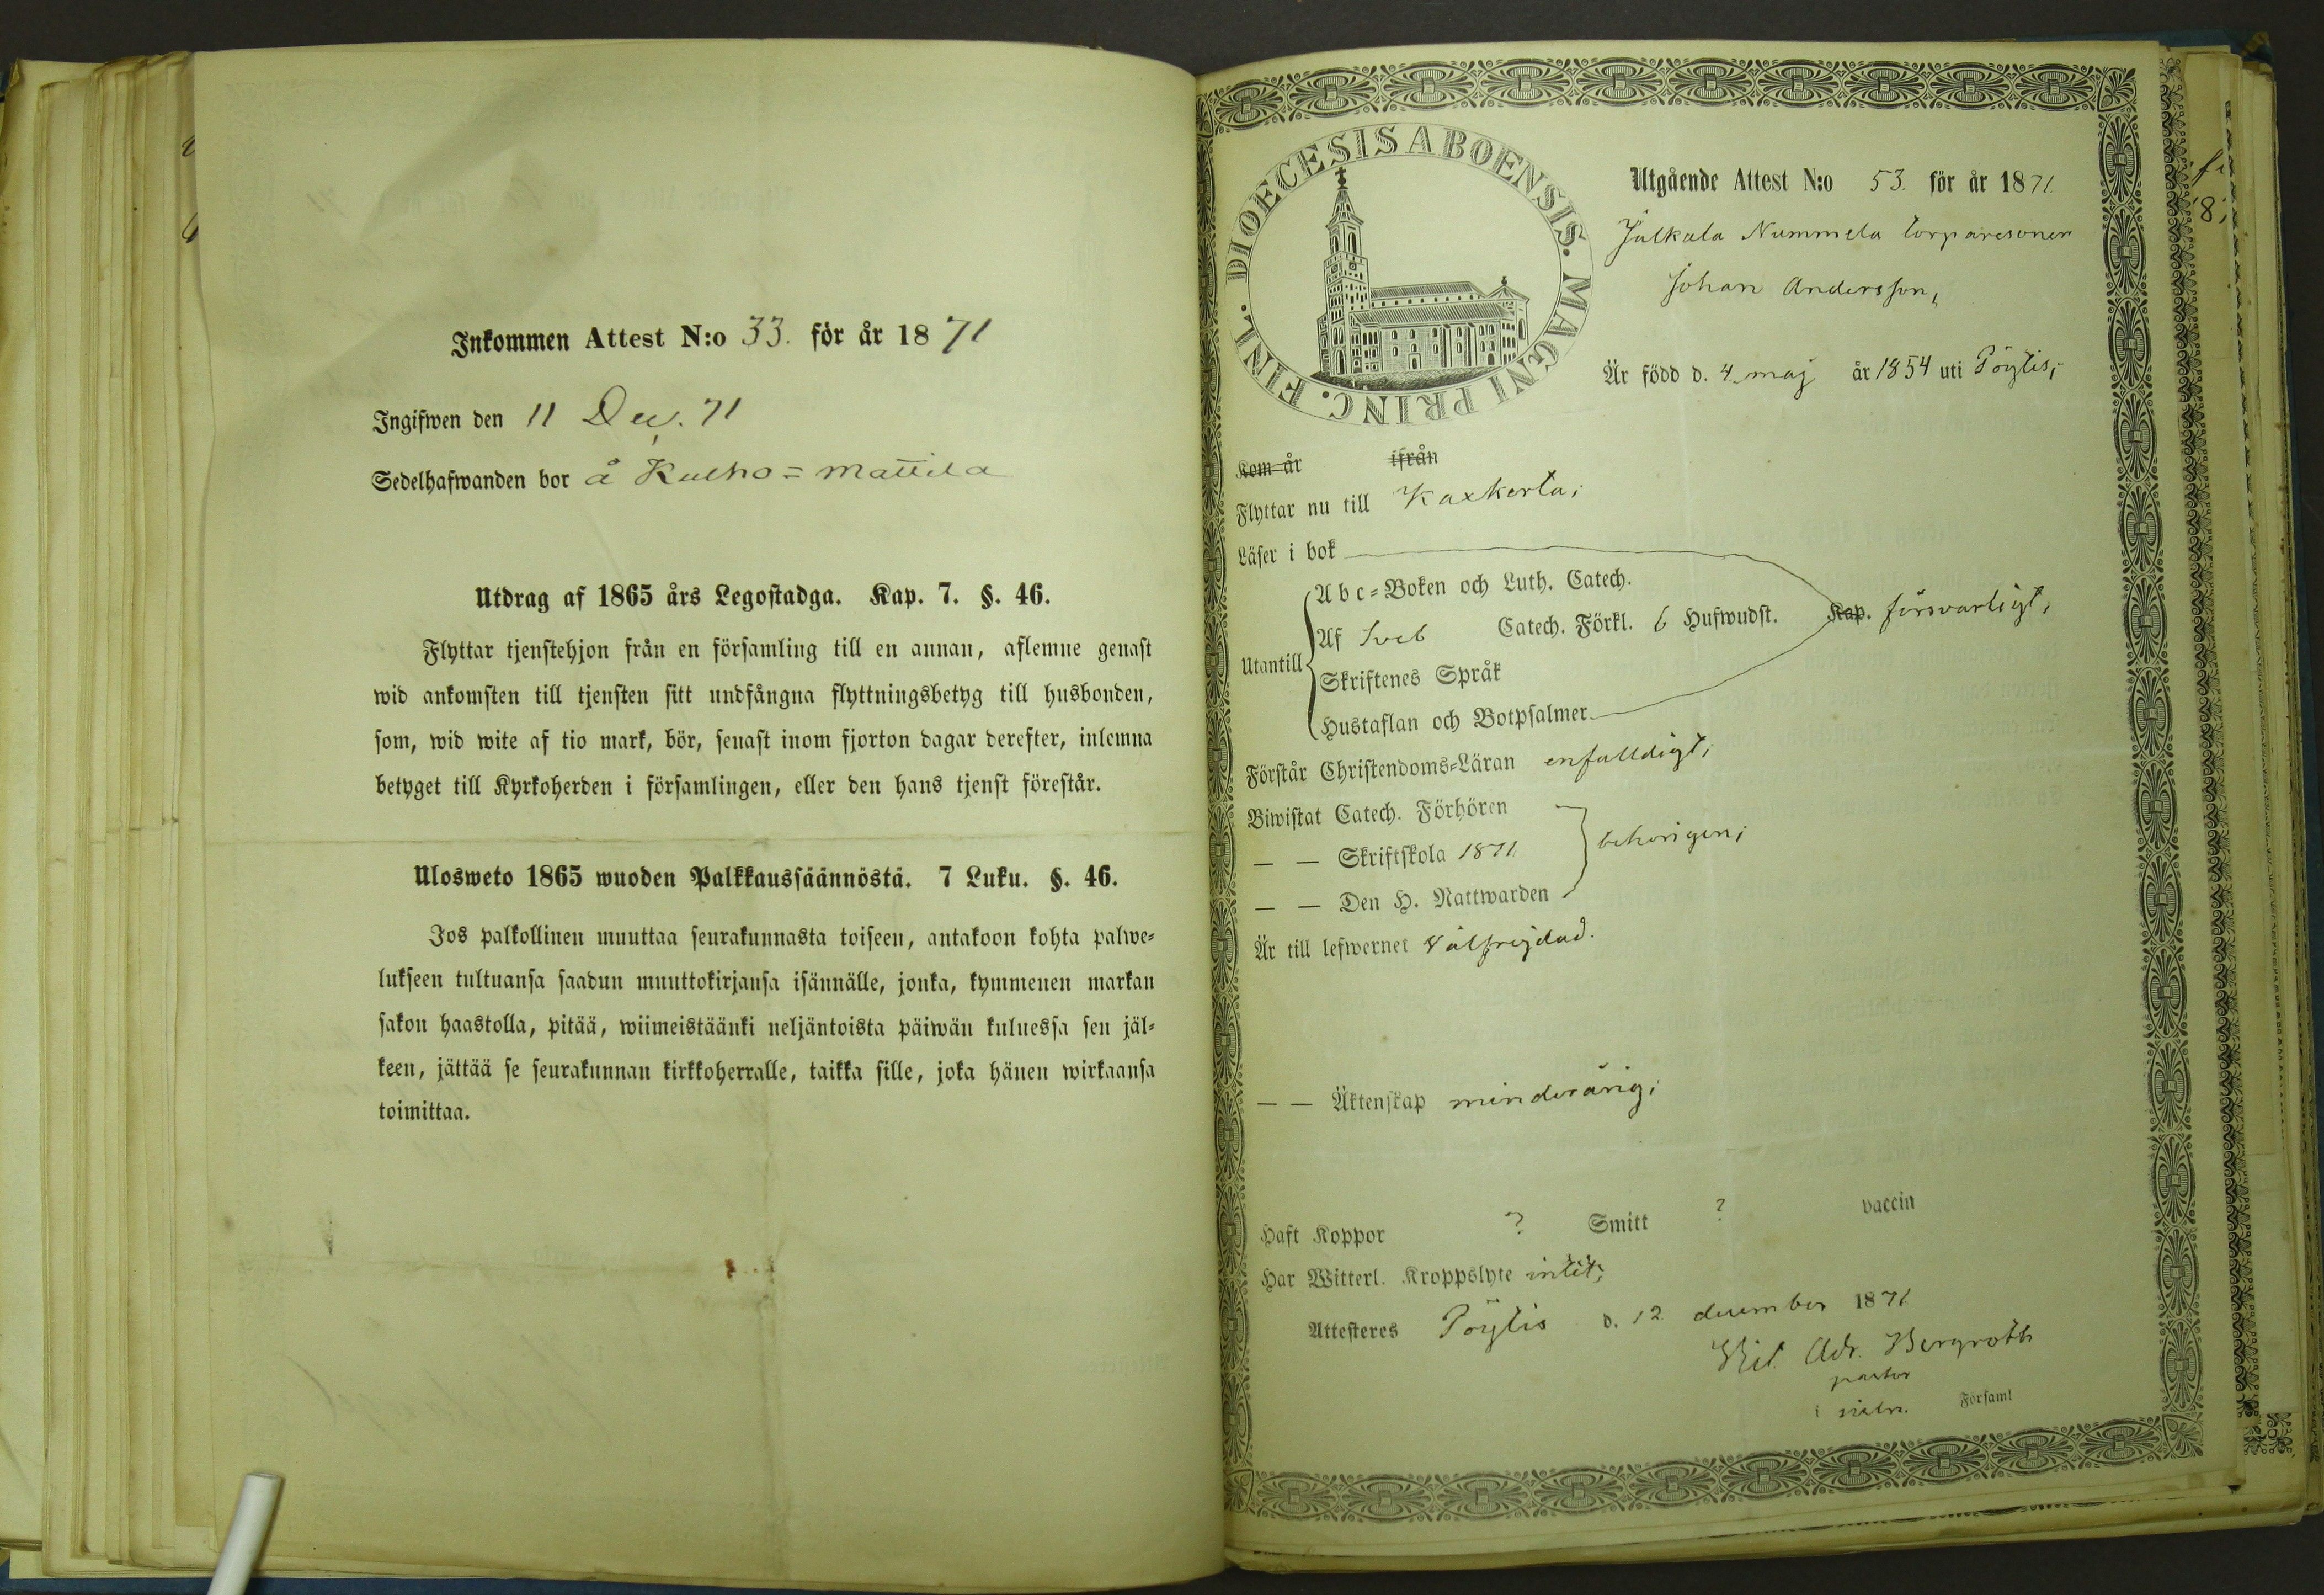 Inkommen Attest N:o 33. för år 1871
Ingifwen den 11 Dec. 71
Sedelhafwanden bor å Kulho=Mattila
Utdrag af 1865 års Legostadga. Kap. 7. §. 46.
Flyttar tjenstehjon från en församling till en annan, aflemne genast
wid ankomsten till tjensten sitt undfångna flyttningsbetyg till husbonden,
som, wid wite af tio mark, bör, senast inom fjorton dagar derefter, inlemna
betyget till Kyrkoherden i församlingen, eller den hans tjenst förestår.
Ulosweto 1865 wuoden Palkkaussäännöstä. 7 Luku. §. 46.
Jos palkollinen muuttaa seurakunnasta toiseen, antakoon kohta palwe=
lukseen tultuansa saadun muuttokirjansa isännälle, jonka, kymmenen markan
sakon haastolla, pitää, wiimeistäänki neljäntoista päiwän kuluessa sen jäl=
keen, jättää se seurakunnan kirkkoherralle, taikka sille, joka hänen wirkaansa
toimittaa.
DIOECESIS ABOENSIS. MAGNI PRINC. FINL.
Utgående Attest N:o 53. för år 1871.
Jalkala Nummela torparesonen
Johan Andersson,
Är född d. 4 maj år 1854 uti Pöytis;
Kom år ifrån
Flyttar nu till Kaxkerta;
Läser i bok
Utantill
Abc=Boken och Luth. Catech.
Af Sveb Catech. Förkl. 6 Hufwudst. Kap. försvarligt;
Skriftenes Språk
Hustaflan och Botpsalmer
Förstår Christendoms=Läran enfalldigt;
Biwistat Catech. Förhören
— — Skriftskola 1871 behörigen;
— — Den H. Nattwarden
Är till lefwernet välfrejdad.
— — Äktenskap minderårig;
Haft Koppor ? Smitt ? vaccin
Har Witterl. Kroppslyte intet;
Attesteres Pöytis d. 12 december 1871
Adr. Bergroth
pastor
i Församl